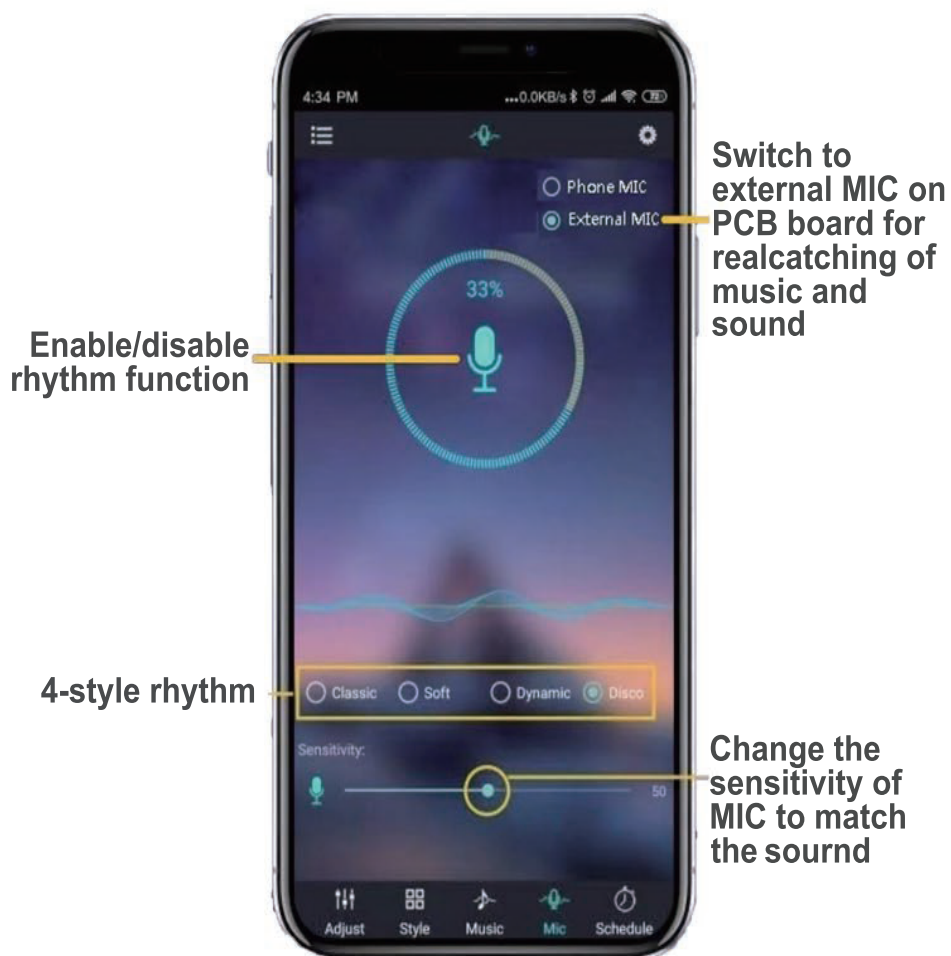 4:34 PM ...0.0KB/s 72
Phone MIC
External MIC
Switch to
external MIC on
PCB board for
realcatching of
music and
sound
33%
Enable/disable
rhythm function
4-style rhythm
Classic Soft Dynamic Disco
Sensitivity:
50
Change the
sensitivity of
MIC to match
the sournd
Adjust Style Music Mic Schedule